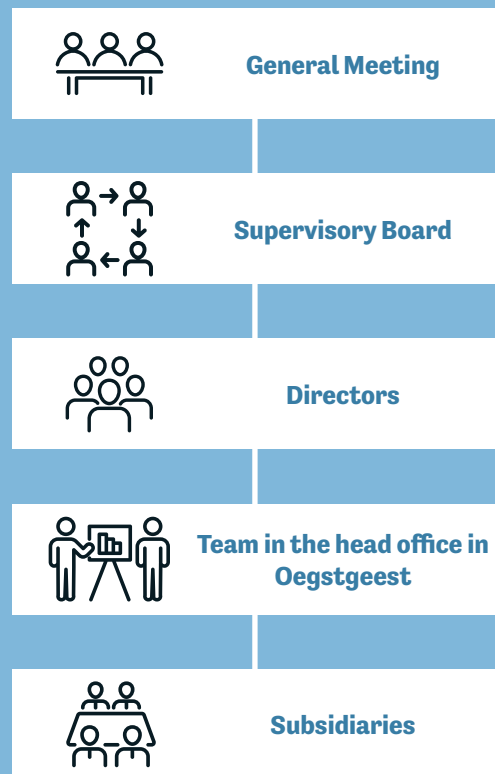 General Meeting
Supervisory Board
Directors
Team in the head office in
Oegstgeest
Subsidiaries